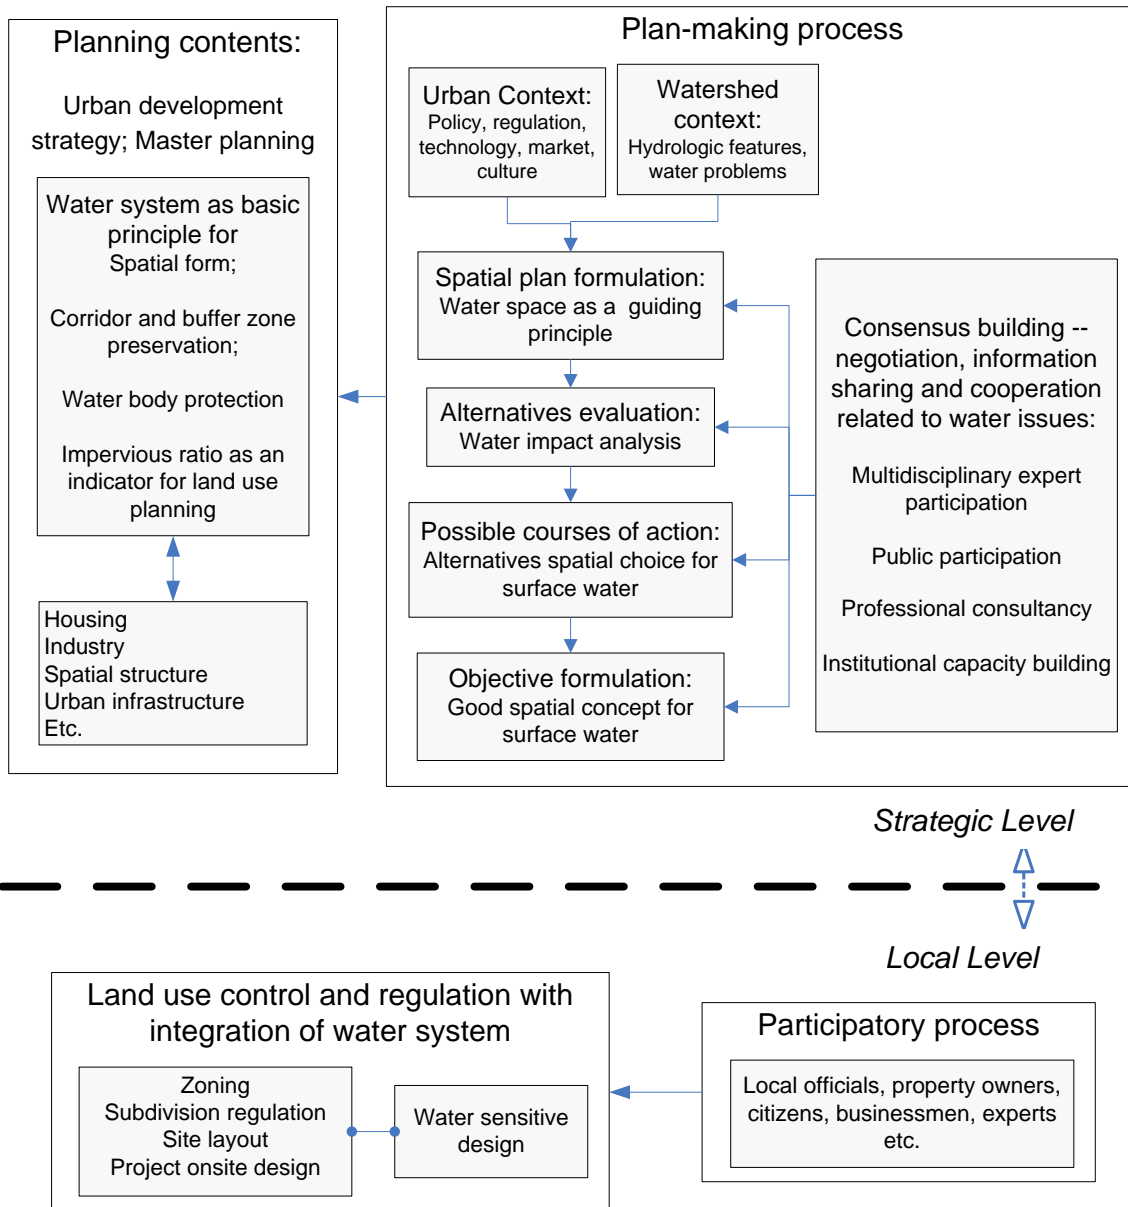 Planning contents:
Urban development
strategy; Master planning
Water system as basic
principle for
Spatial form;
Corridor and buffer zone
preservation;
Water body protection
Impervious ratio as an
indicator for land use
planning
Housing
Industry
Spatial structure
Urban infrastructure
Etc.
Plan-making process
Urban Context:
Policy, regulation,
technology, market,
culture
Watershed
context:
Hydrologic features,
water problems
Spatial plan formulation:
Water space as a  guiding
principle
Alternatives evaluation:
Water impact analysis
Possible courses of action:
Alternatives spatial choice for
surface water
Objective formulation:
Good spatial concept for
surface water
Consensus building --
negotiation, information
sharing and cooperation
related to water issues:
Multidisciplinary expert
participation
Public participation
Professional consultancy
Institutional capacity building
Strategic Level
Local Level
Land use control and regulation with
integration of water system
Zoning
Subdivision regulation
Site layout
Project onsite design
Water sensitive
design
Participatory process
Local officials, property owners,
citizens, businessmen, experts
etc.